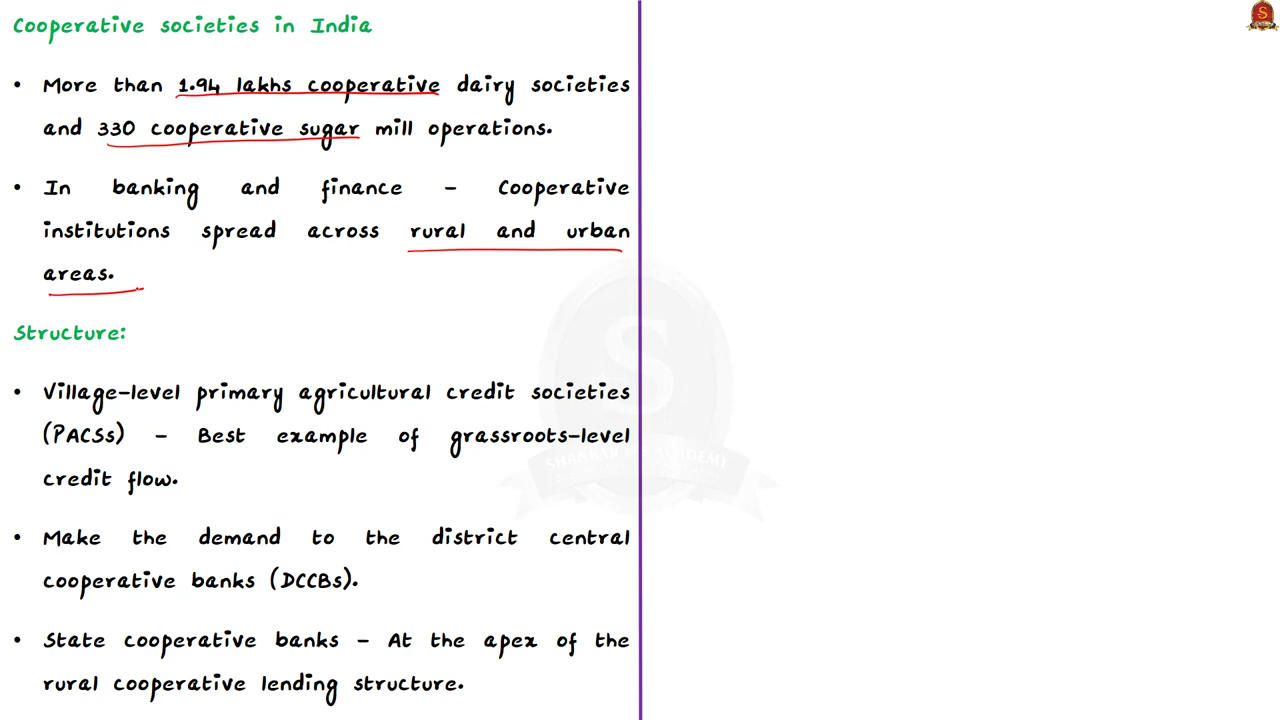 Cooperative societies in India
• More than 1.94 lakhs cooperative dairy societies
and 330 cooperative sugar mill operations.
• In banking and finance – Cooperative
institutions spread across rural and urban
areas.
Structure:
• Village-level primary agricultural credit societies
(PACSs) – Best example of grassroots-level
credit flow.
• Make the demand to the district central
cooperative banks (DCCBs).
• State cooperative banks – At the apex of the
rural cooperative lending structure.
S
SHANKAR IAS ACADEMY
S